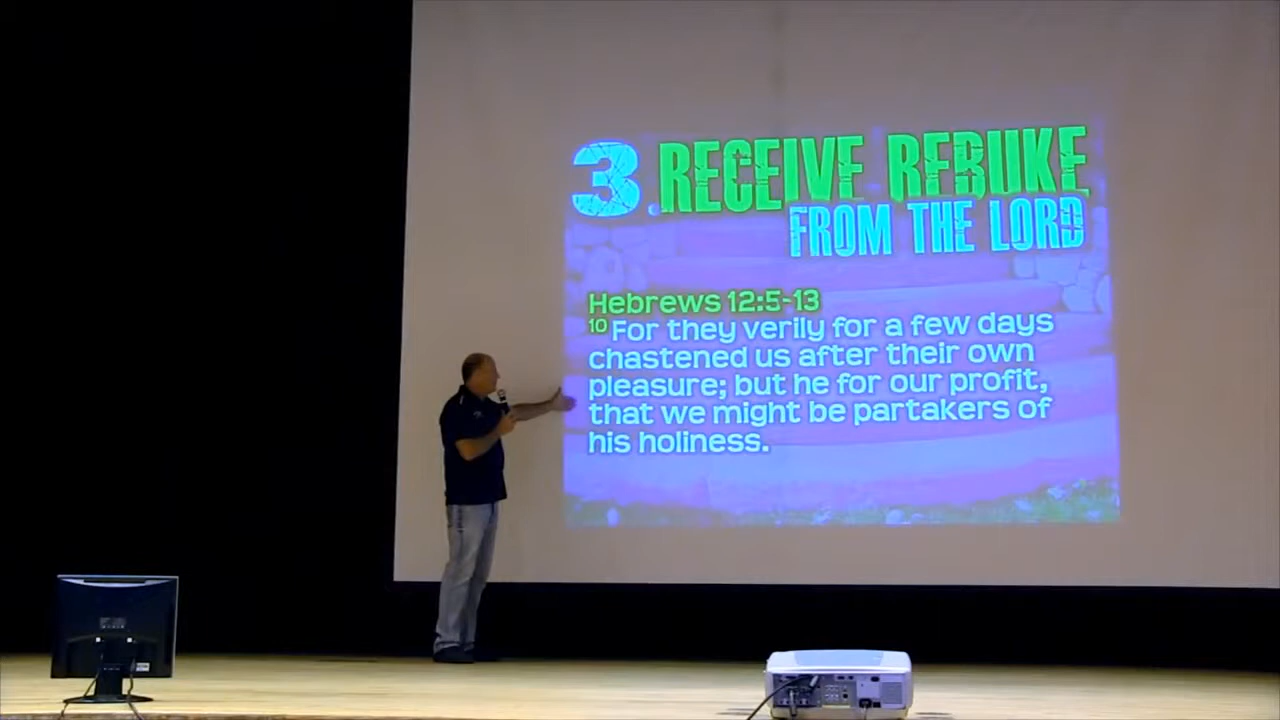 3. RECEIVE REBUKE
FROM THE LORD
Hebrews 12:5-13
10 For they verily for a few days
chastened us after their own
pleasure; but he for our profit,
that we might be partakers of
his holiness.